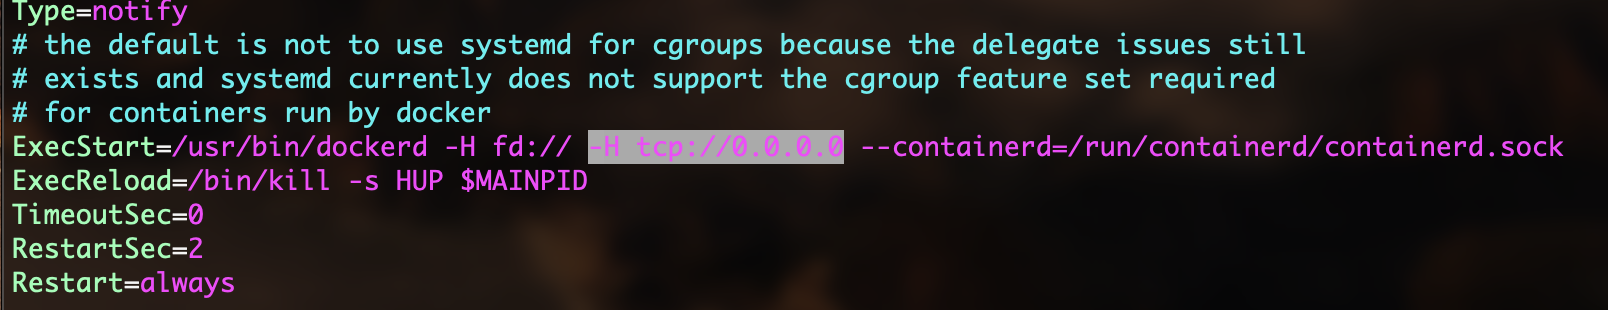 Type=notify
# the default is not to use systemd for cgroups because the delegate issues still
# exists and systemd currently does not support the cgroup feature set required
# for containers run by docker
ExecStart=/usr/bin/dockerd -H fd:// -H tcp://0.0.0.0 --containerd=/run/containerd/containerd.sock
ExecReload=/bin/kill -s HUP $MAINPID
TimeoutSec=0
RestartSec=2
Restart=always